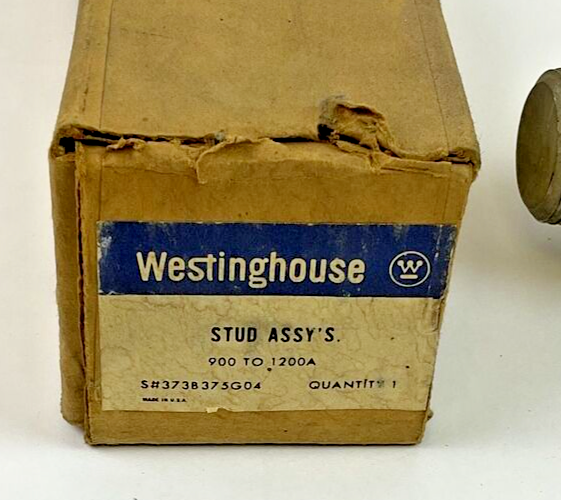 Westinghouse W
STUD ASSY'S.
900 TO 1200A
S#373B375G04 QUANTITY 1
MADE IN U.S.A.